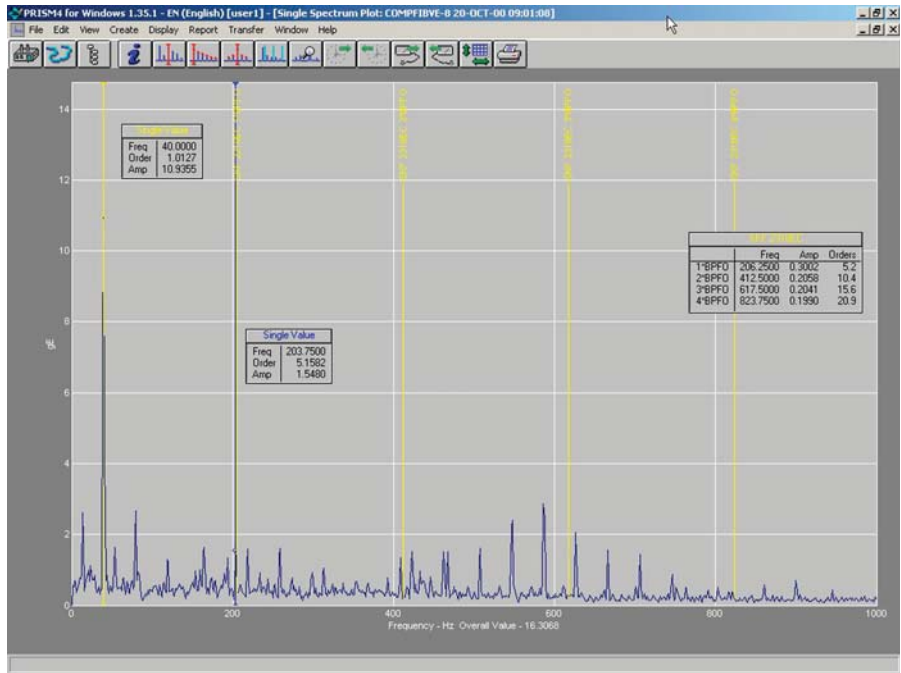 PRISM4 for Windows 1.35.1 - EN (English) [user1] - [Single Spectrum Plot: COMPFIBVE-8 20-OCT-00 09:01:08]
File Edit View Create Display Report Transfer Window Help
14
12
10
8
6
4
2
0
gE
Single Value
Freq 40.0000
Order 1.0127
Amp 10.9355
Single Value
Freq 203.7500
Order 5.1582
Amp 1.5480
Freq Amp Orders
1*BPFO 206.2500 0.3002 5.2
2*BPFO 412.5000 0.2058 10.4
3*BPFO 617.5000 0.2041 15.6
4*BPFO 823.7500 0.1990 20.9
0 200 400 600 800 1000
Frequency - Hz Overall Value - 16.3068